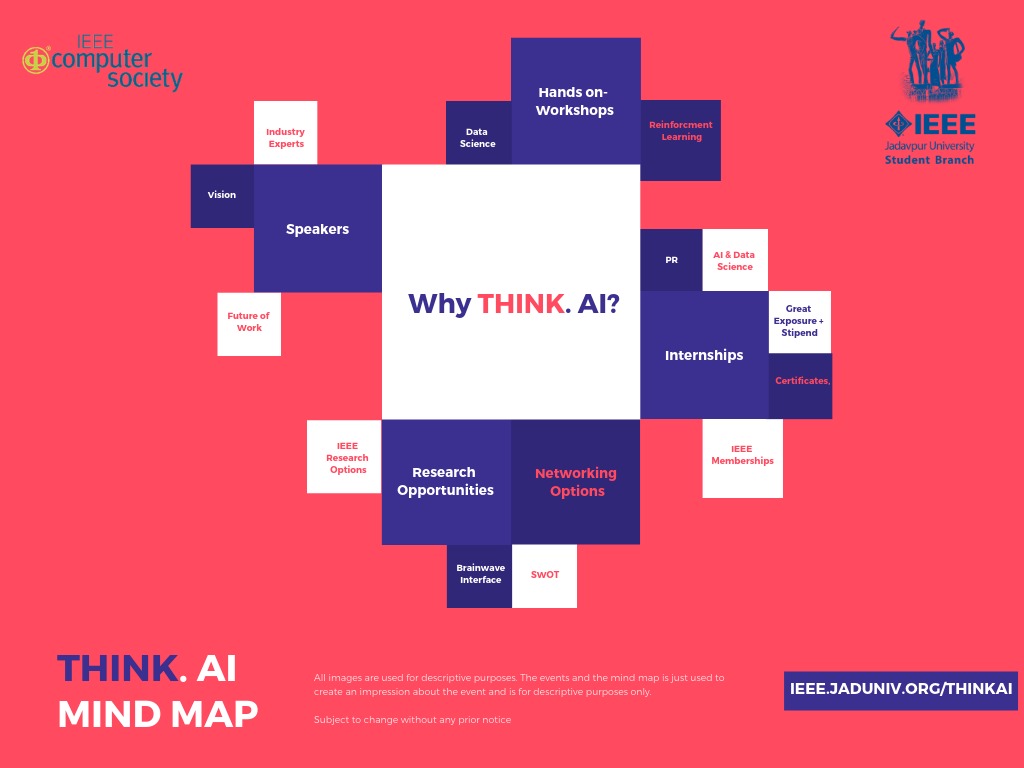 IEEE
computer
society
IEEE
Jadavpur University
Student Branch
Hands on-
Workshops
Data
Science
Reinforcment
Learning
Industry
Experts
Vision
Speakers
Future of
Work
Why THINK. AI?
PR
AI & Data
Science
Internships
Great
Exposure +
Stipend
Certificates,
IEEE
Memberships
IEEE
Research
Options
Research
Opportunities
Networking
Options
Brainwave
Interface
SWOT
THINK. AI
MIND MAP
All images are used for descriptive purposes. The events and the mind map is just used to
create an impression about the event and is for descriptive purposes only.
Subject to change without any prior notice
IEEE.JADUNIV.ORG/THINKAI